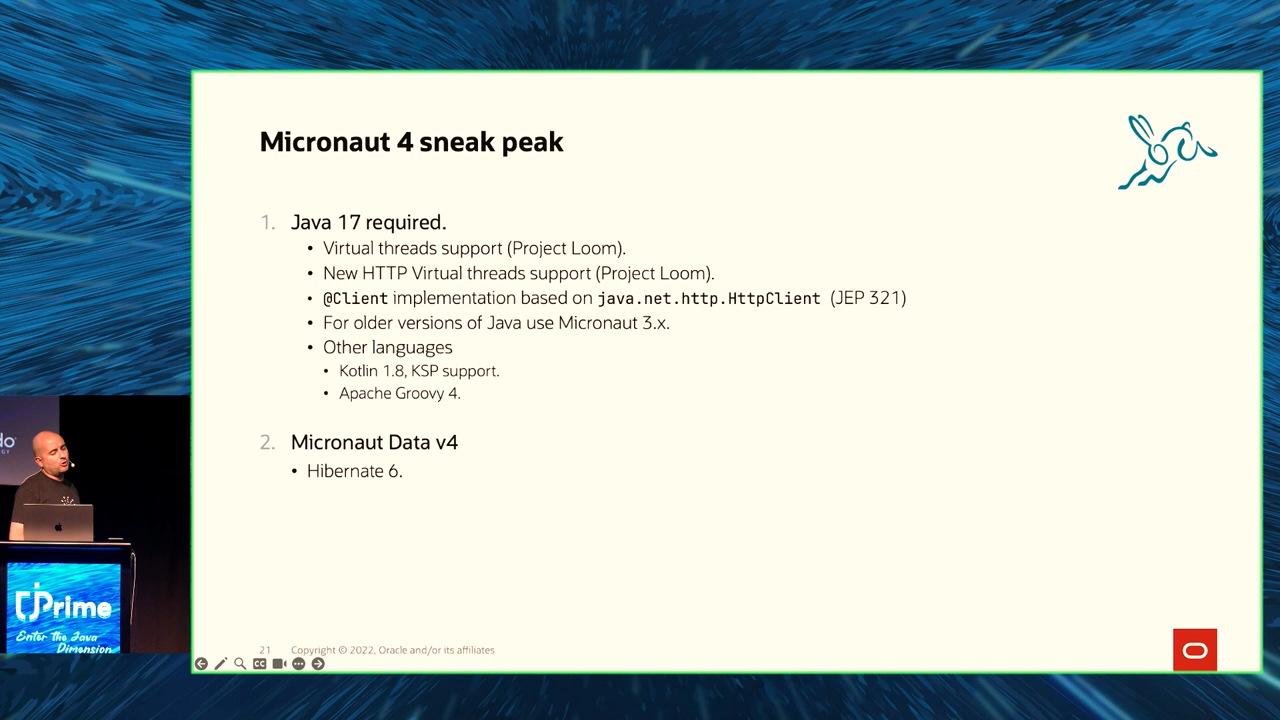 Micronaut 4 sneak peak
1. Java 17 required.
• Virtual threads support (Project Loom).
• New HTTP Virtual threads support (Project Loom).
• @Client implementation based on java.net.http.HttpClient (JEP 321)
• For older versions of Java use Micronaut 3.x.
• Other languages
• Kotlin 1.8, KSP support.
• Apache Groovy 4.
2. Micronaut Data v4
• Hibernate 6.
21 Copyright © 2022, Oracle and/or its affiliates
CC
jPrime
Enter the Java
Dimension